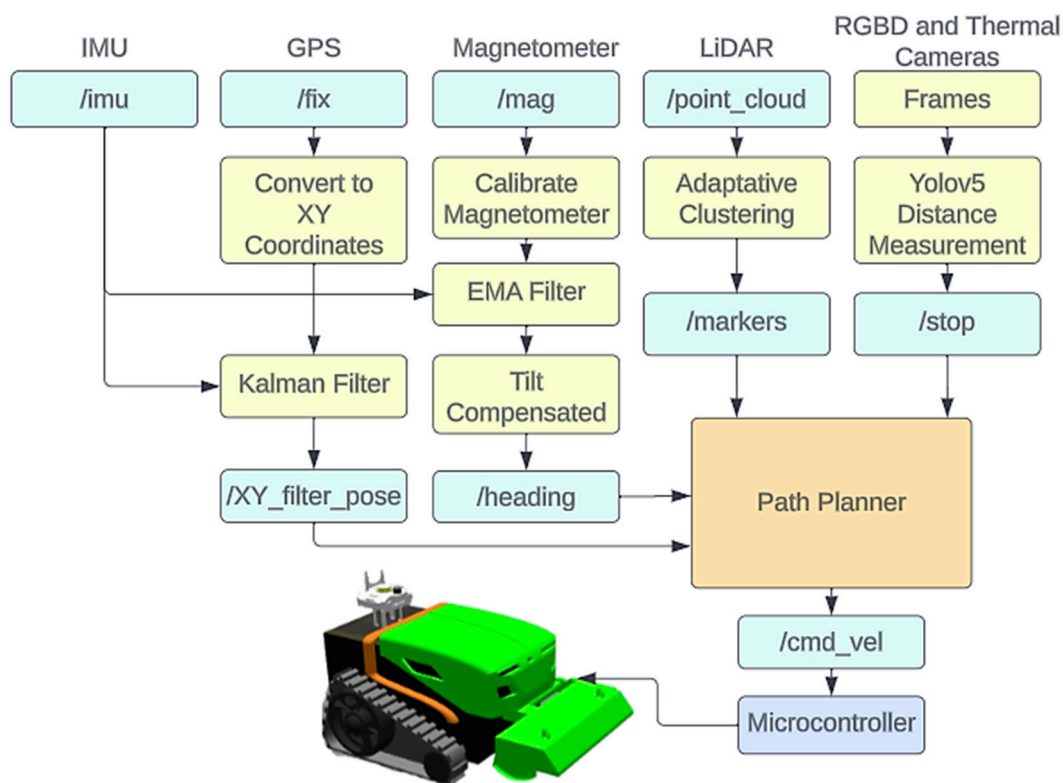 IMU
GPS
Magnetometer
LiDAR
RGBD and Thermal
Cameras
/imu
/fix
/mag
/point_cloud
Frames
Convert to
XY
Coordinates
Calibrate
Magnetometer
Adaptative
Clustering
Yolov5
Distance
Measurement
EMA Filter
/markers
/stop
Kalman Filter
Tilt
Compensated
/XY_filter_pose
/heading
Path Planner
/cmd_vel
Microcontroller